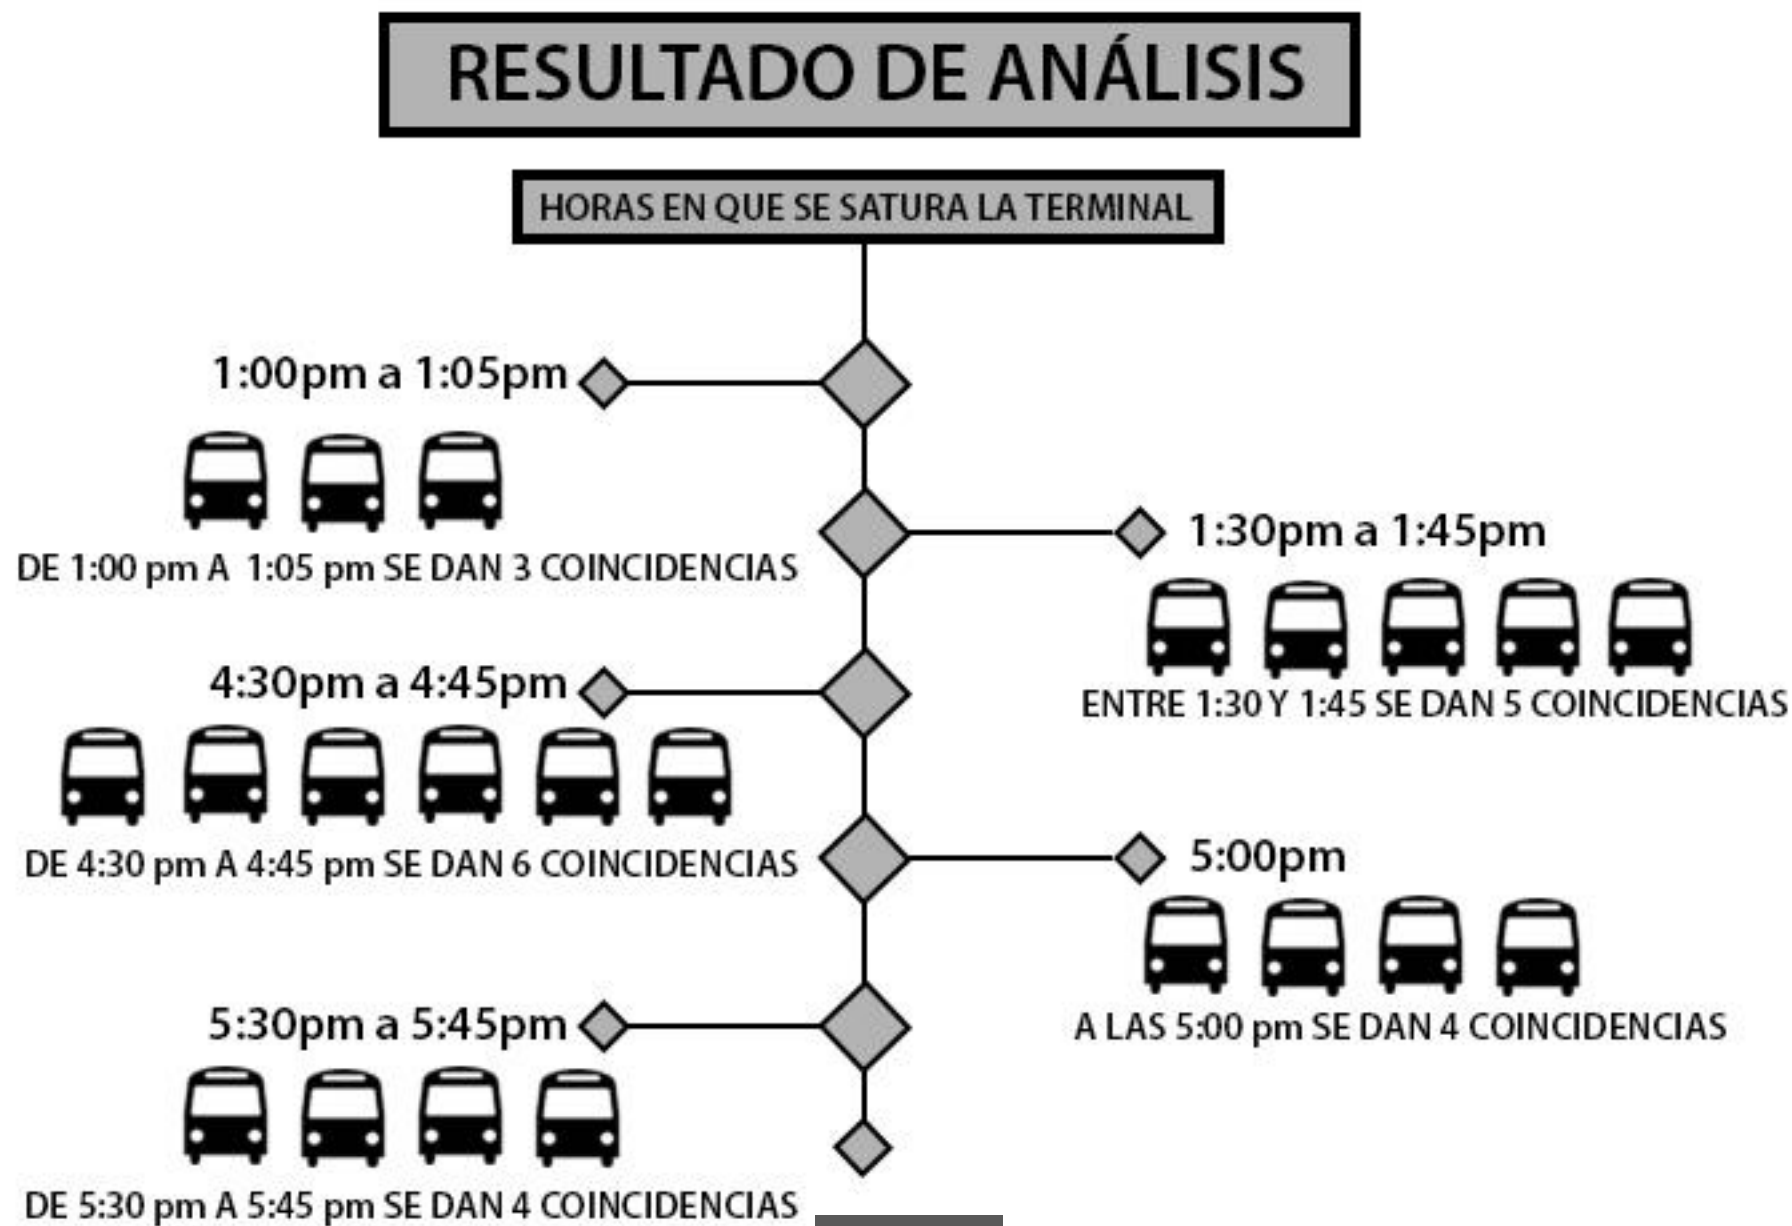 RESULTADO DE ANÁLISIS
HORAS EN QUE SE SATURA LA TERMINAL
1:00pm a 1:05pm
DE 1:00 pm A 1:05 pm SE DAN 3 COINCIDENCIAS
1:30pm a 1:45pm
ENTRE 1:30 Y 1:45 SE DAN 5 COINCIDENCIAS
4:30pm a 4:45pm
DE 4:30 pm A 4:45 pm SE DAN 6 COINCIDENCIAS
5:00pm
A LAS 5:00 pm SE DAN 4 COINCIDENCIAS
5:30pm a 5:45pm
DE 5:30 pm A 5:45 pm SE DAN 4 COINCIDENCIAS